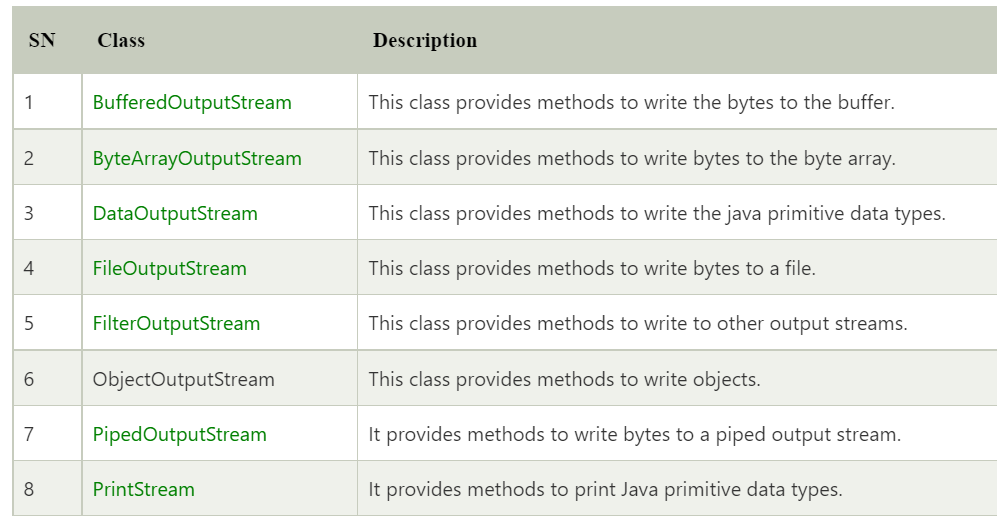 SN Class Description
1 BufferedOutputStream This class provides methods to write the bytes to the buffer.
2 ByteArrayOutputStream This class provides methods to write bytes to the byte array.
3 DataOutputStream This class provides methods to write the java primitive data types.
4 FileOutputStream This class provides methods to write bytes to a file.
5 FilterOutputStream This class provides methods to write to other output streams.
6 ObjectOutputStream This class provides methods to write objects.
7 PipedOutputStream It provides methods to write bytes to a piped output stream.
8 PrintStream It provides methods to print Java primitive data types.